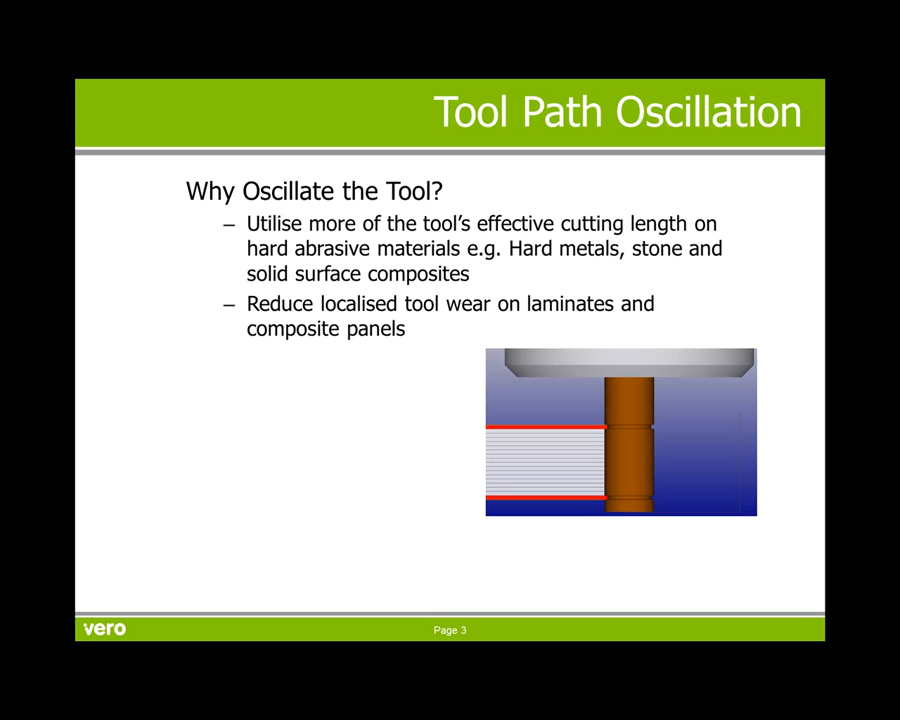 Tool Path Oscillation
Why Oscillate the Tool?
– Utilise more of the tool's effective cutting length on
hard abrasive materials e.g. Hard metals, stone and
solid surface composites
– Reduce localised tool wear on laminates and
composite panels
vero
Page 3